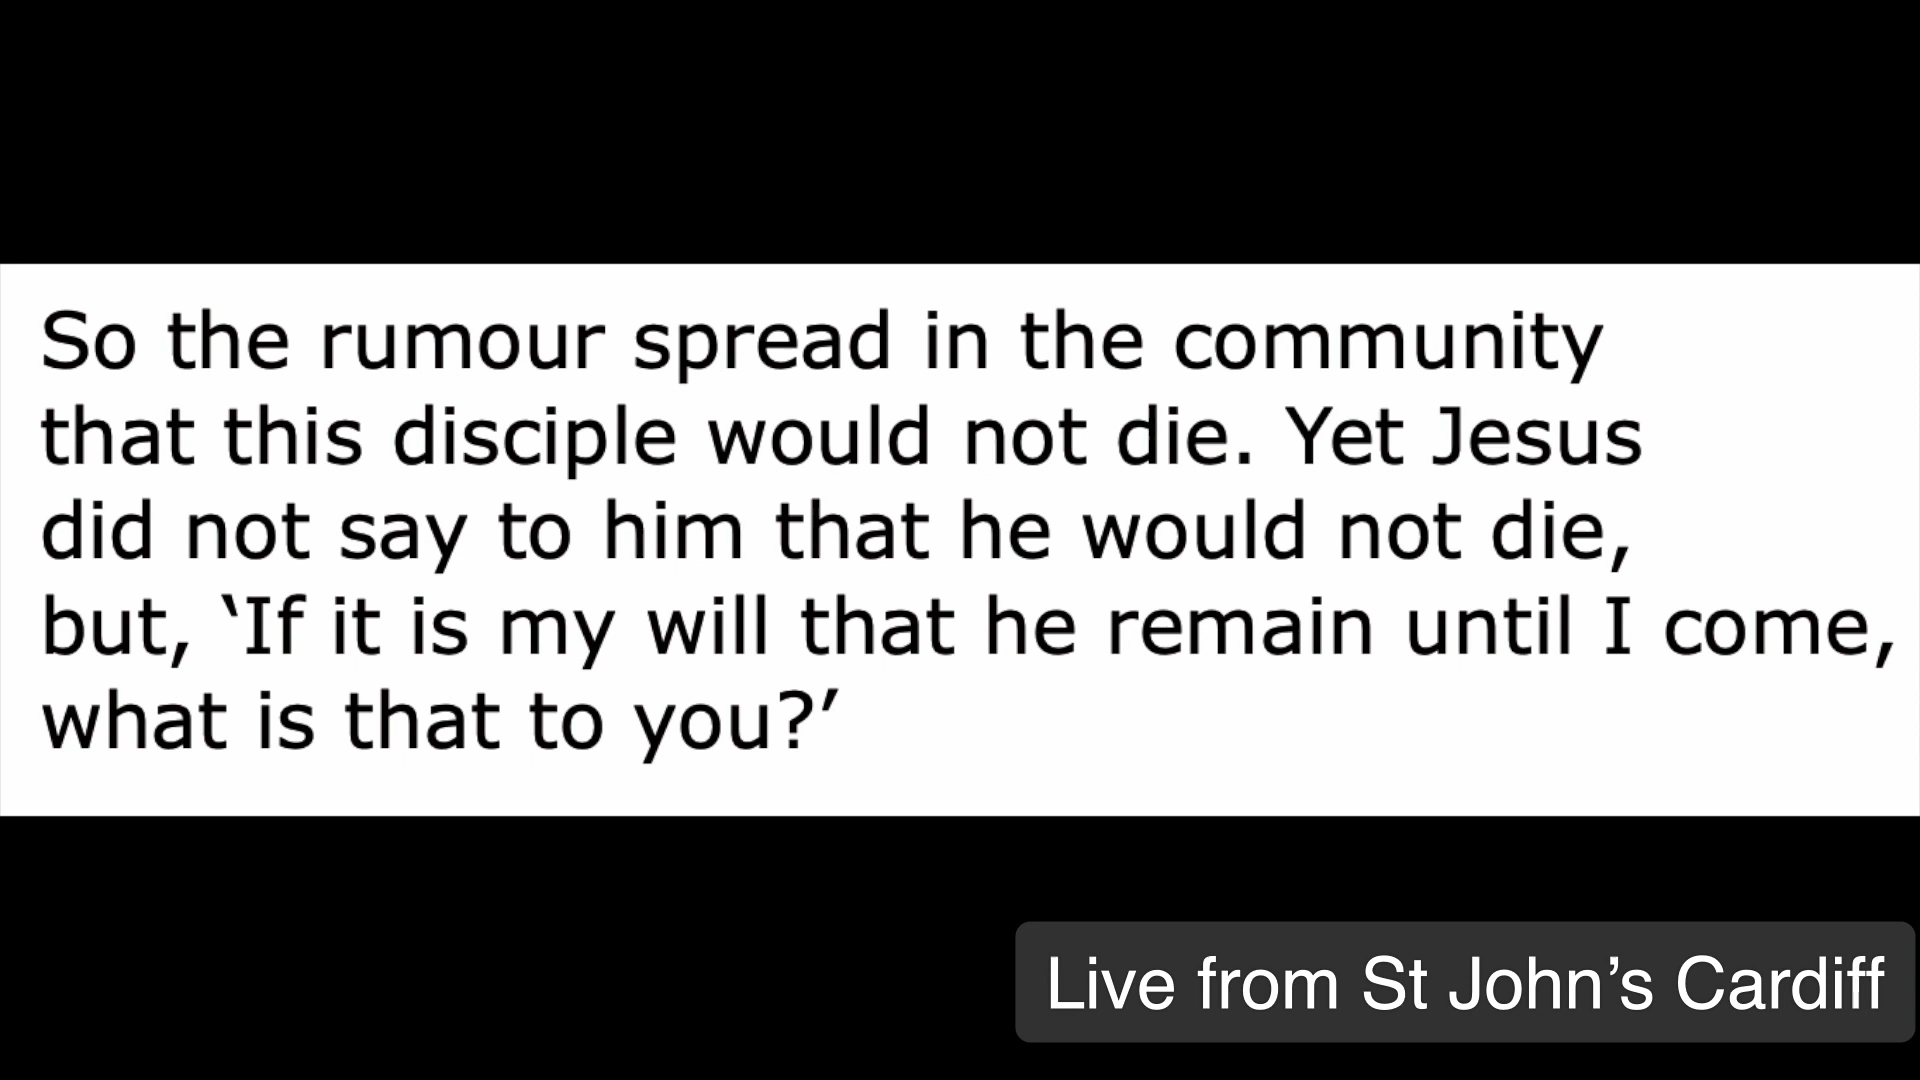 So the rumour spread in the community
that this disciple would not die. Yet Jesus
did not say to him that he would not die,
but, ‘If it is my will that he remain until I come,
what is that to you?’
Live from St John’s Cardiff